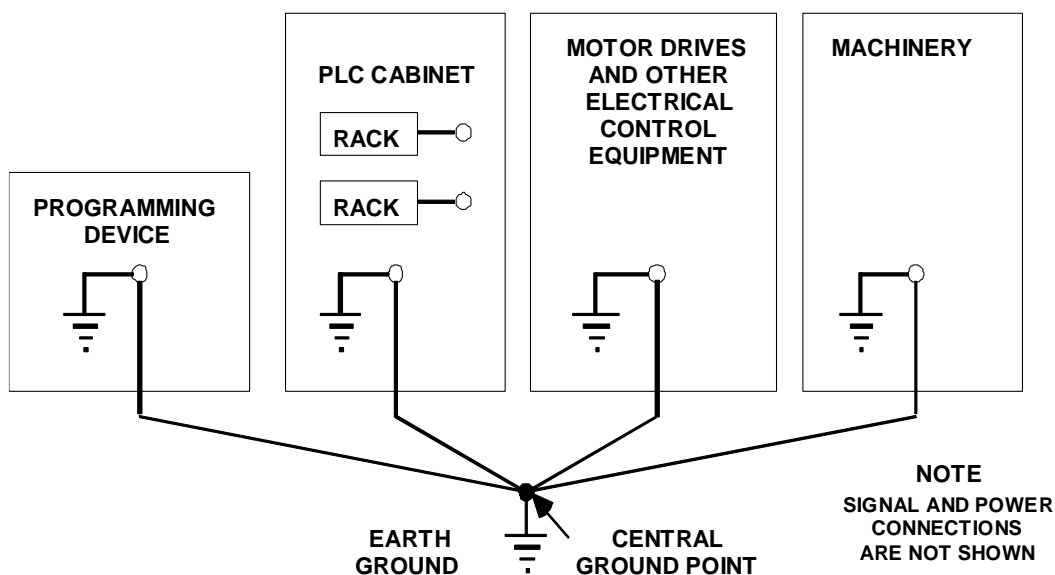 PROGRAMMING
DEVICE
PLC CABINET
RACK
RACK
MOTOR DRIVES
AND OTHER
ELECTRICAL
CONTROL
EQUIPMENT
MACHINERY
EARTH
GROUND
CENTRAL
GROUND POINT
NOTE
SIGNAL AND POWER
CONNECTIONS
ARE NOT SHOWN